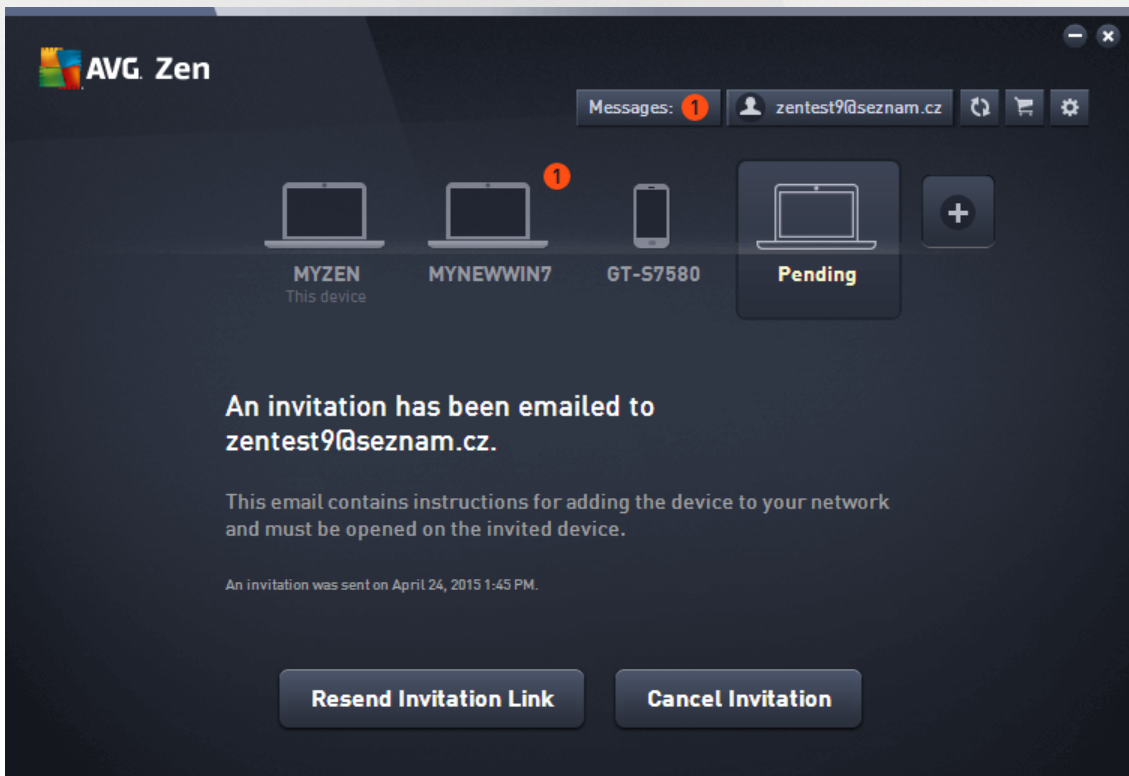 AVG. Zen
Messages: 1 zentest9@seznam.cz
1
MYZEN MYNEWWIN7 GT-S7580 Pending
This device
An invitation has been emailed to
zentest9@seznam.cz.
This email contains instructions for adding the device to your network
and must be opened on the invited device.
An invitation was sent on April 24, 2015 1:45 PM.
Resend Invitation Link Cancel Invitation